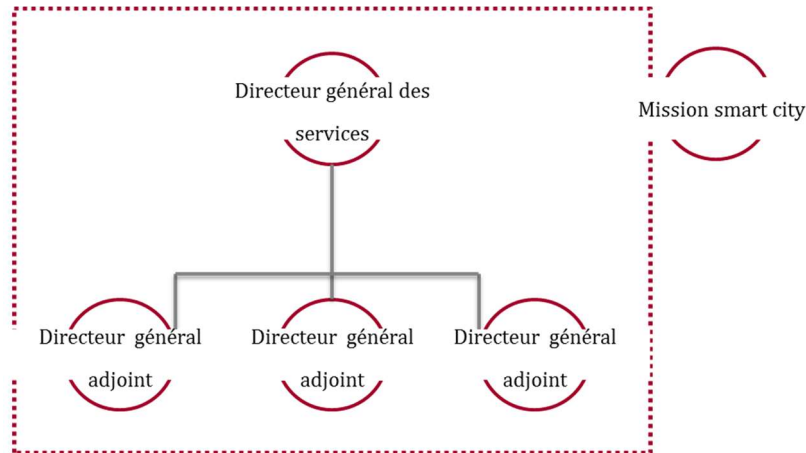 Directeur général des
services
Mission smart city
Directeur général
adjoint
Directeur général
adjoint
Directeur général
adjoint